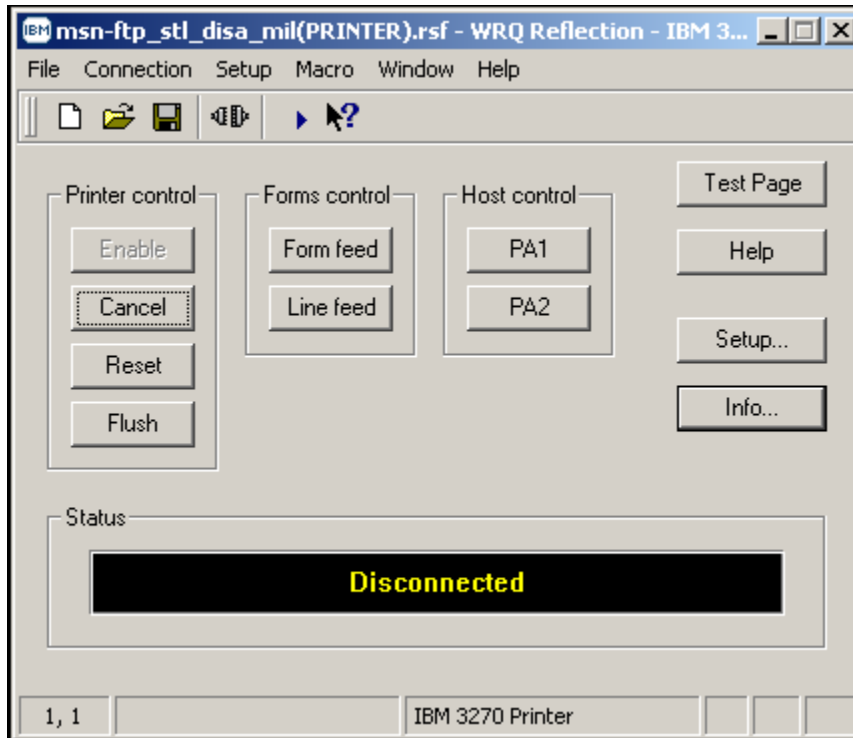 IBM msn-ftp_stl_disa_mil(PRINTER).rsf - WRQ Reflection - IBM 3...
File Connection Setup Macro Window Help
Printer control
Enable
Cancel
Reset
Flush
Forms control
Form feed
Line feed
Host control
PA1
PA2
Test Page
Help
Setup...
Info...
Status
Disconnected
1, 1 IBM 3270 Printer